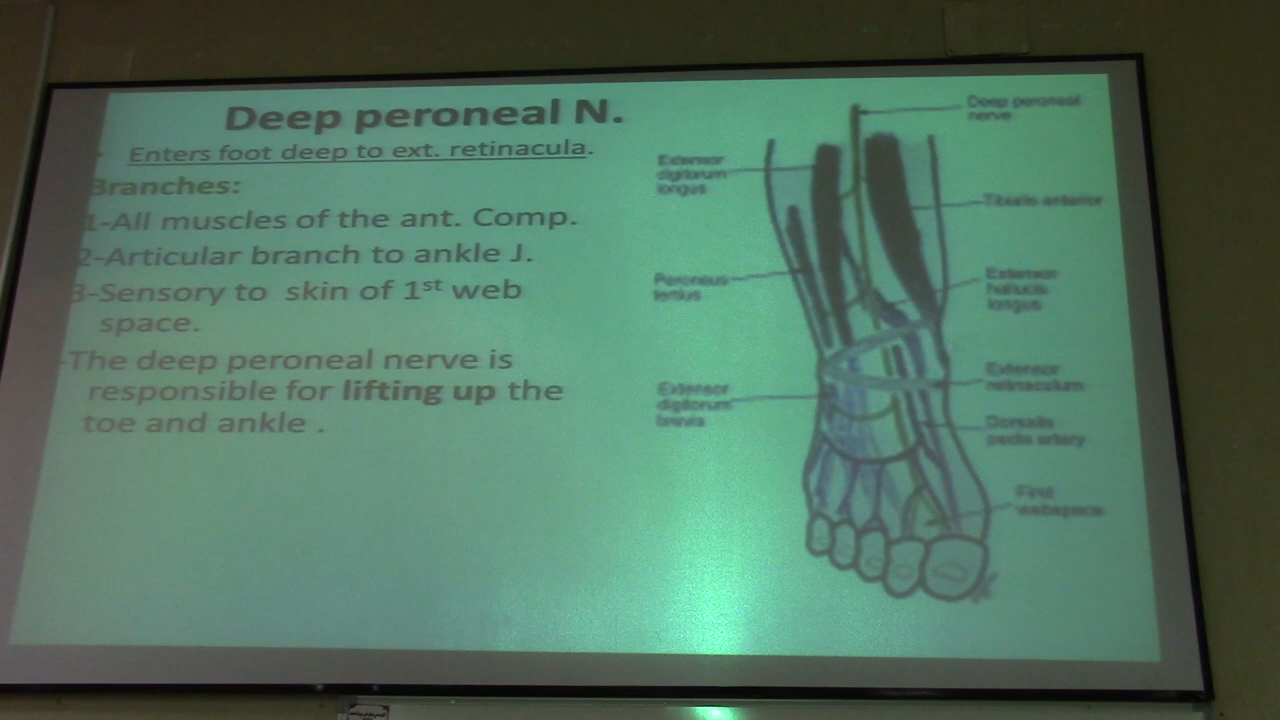 Deep peroneal N.
Enters foot deep to ext. retinacula.
Branches:
1-All muscles of the ant. Comp.
2-Articular branch to ankle J.
3-Sensory to skin of 1st web
space.
-The deep peroneal nerve is
responsible for lifting up the
toe and ankle .
Deep peroneal
nerve
Extensor
digitorum
longus
Tibialis anterior
Peroneus
tertius
Extensor
hallucis
longus
Extensor
retinaculum
Extensor
digitorum
brevis
Dorsalis
pedis artery
First
webspace